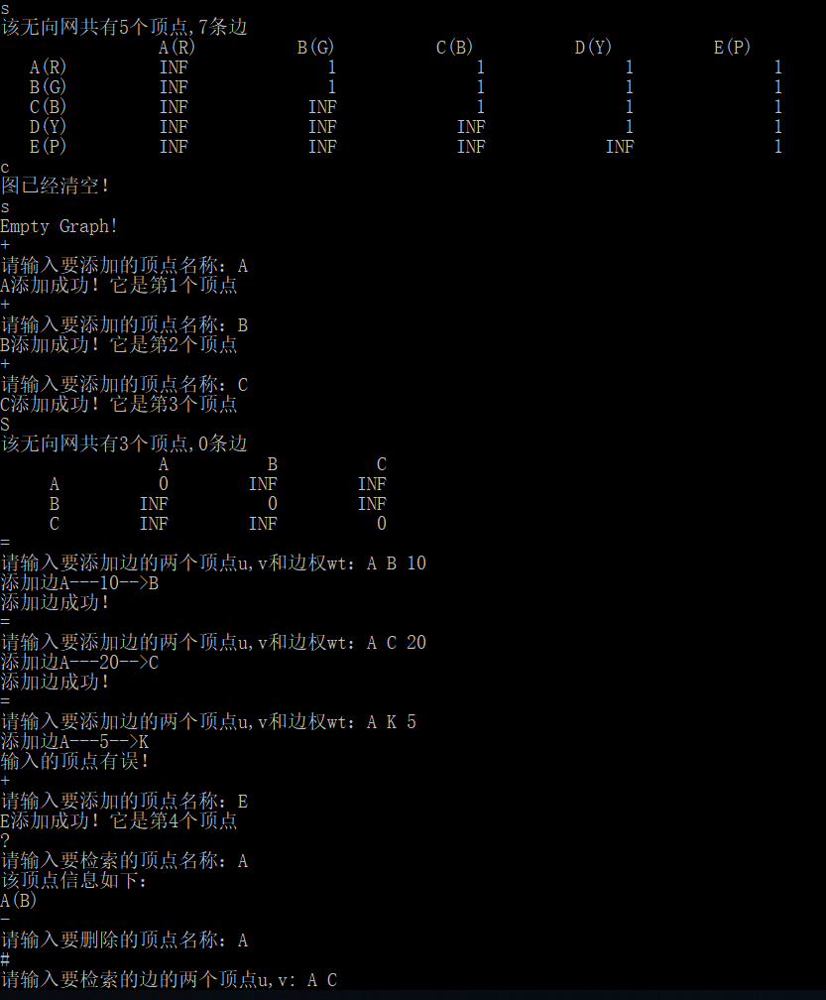 s
该无向网共有5个顶点,7条边
A(R) B(G) C(B) D(Y) E(P)
A(R) INF 1 1 1 1
B(G) INF 1 1 1 1
C(B) INF INF 1 1 1
D(Y) INF INF INF 1 1
E(P) INF INF INF INF 1
c
图已经清空!
s
Empty Graph!
+
请输入要添加的顶点名称: A
A添加成功! 它是第1个顶点
+
请输入要添加的顶点名称: B
B添加成功! 它是第2个顶点
+
请输入要添加的顶点名称: C
C添加成功! 它是第3个顶点
S
该无向网共有3个顶点,0条边
A B C
A 0 INF INF
B INF 0 INF
C INF INF 0
=
请输入要添加边的两个顶点u,v和边权wt: A B 10
添加边A---10-->B
添加边成功!
=
请输入要添加边的两个顶点u,v和边权wt: A C 20
添加边A---20-->C
添加边成功!
=
请输入要添加边的两个顶点u,v和边权wt: A K 5
添加边A---5-->K
输入的顶点有误!
+
请输入要添加的顶点名称: E
E添加成功! 它是第4个顶点
?
请输入要检索的顶点名称: A
该顶点信息如下:
A(B)
-
请输入要删除的顶点名称: A
#
请输入要检索的边的两个顶点u,v: A C